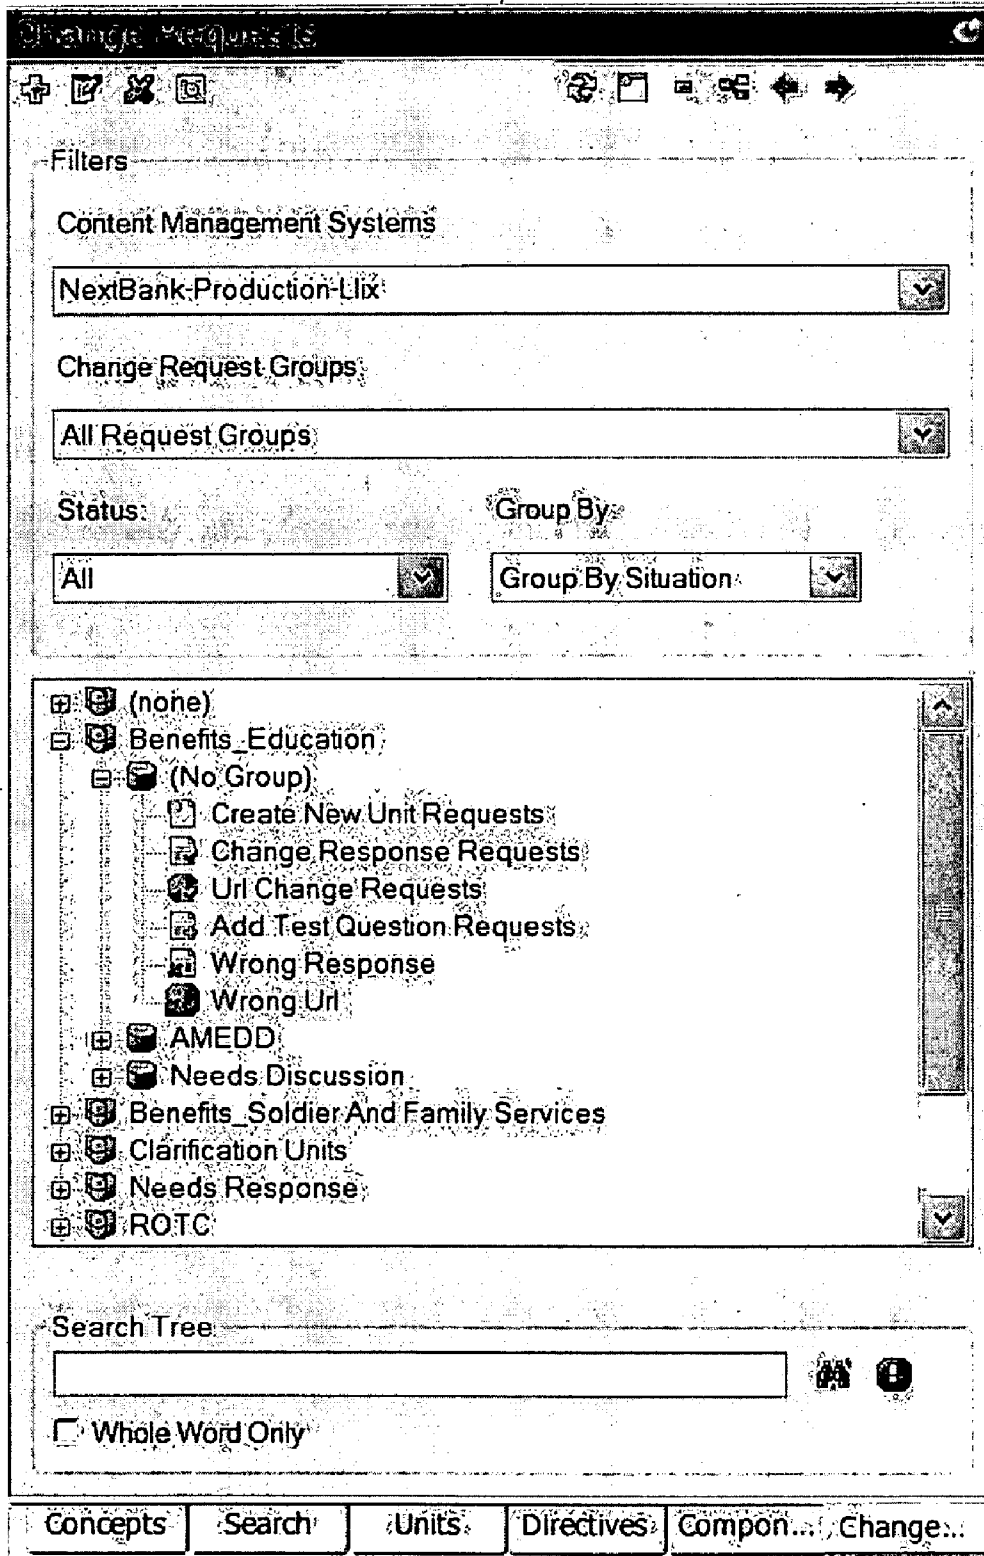 Change Requests
Filters
Content Management Systems
NextBank-Production-Llix
Change Request Groups
All Request Groups
Status: Group By
All Group By Situation
(none)
Benefits_Education
(No Group)
Create New Unit Requests
Change Response Requests
Url Change Requests
Add Test Question Requests
Wrong Response
Wrong Url
AMEDD
Needs Discussion
Benefits_Soldier And Family Services
Clarification Units
Needs Response
ROTC
Search Tree
Whole Word Only
Concepts Search Units Directives Compon... Change...